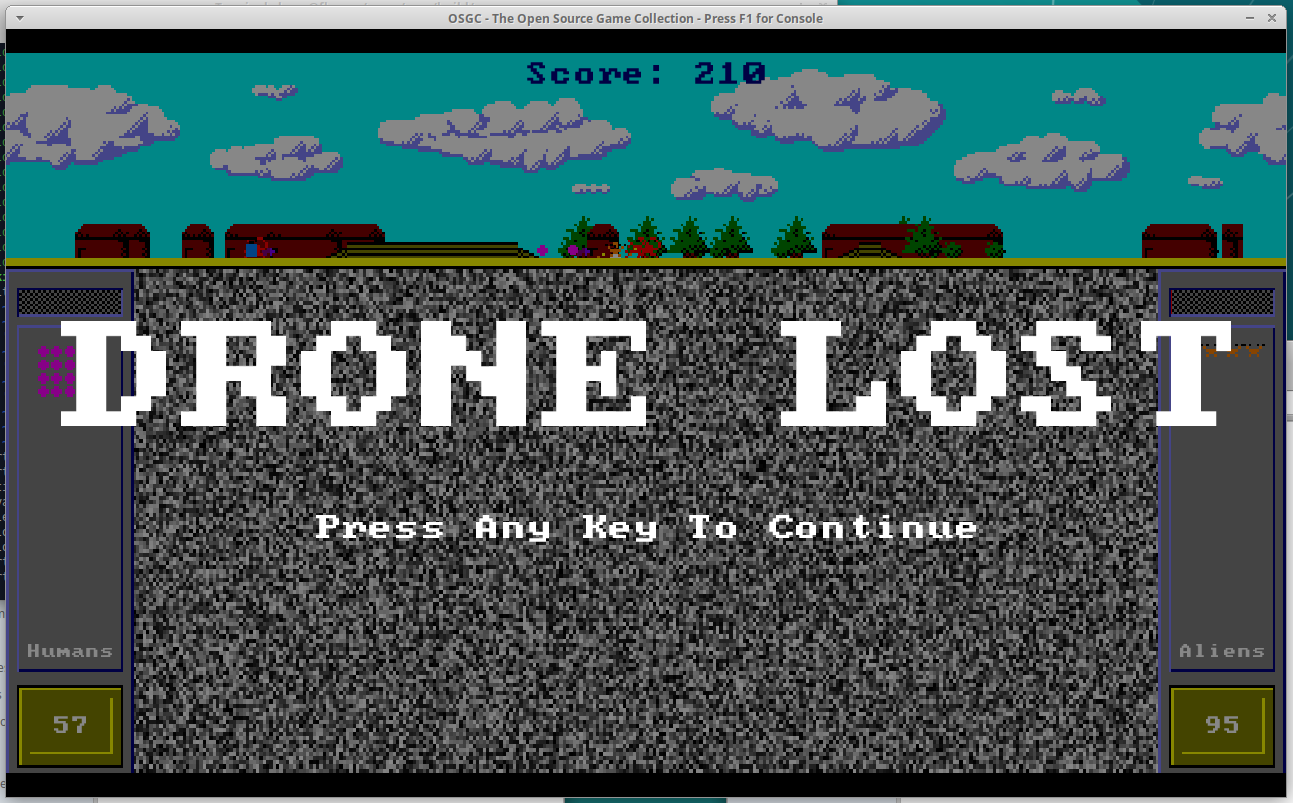 OSGC - The Open Source Game Collection - Press F1 for Console
Score: 210
DRONE LOST
Press Any Key To Continue
Humans
Aliens
57
95